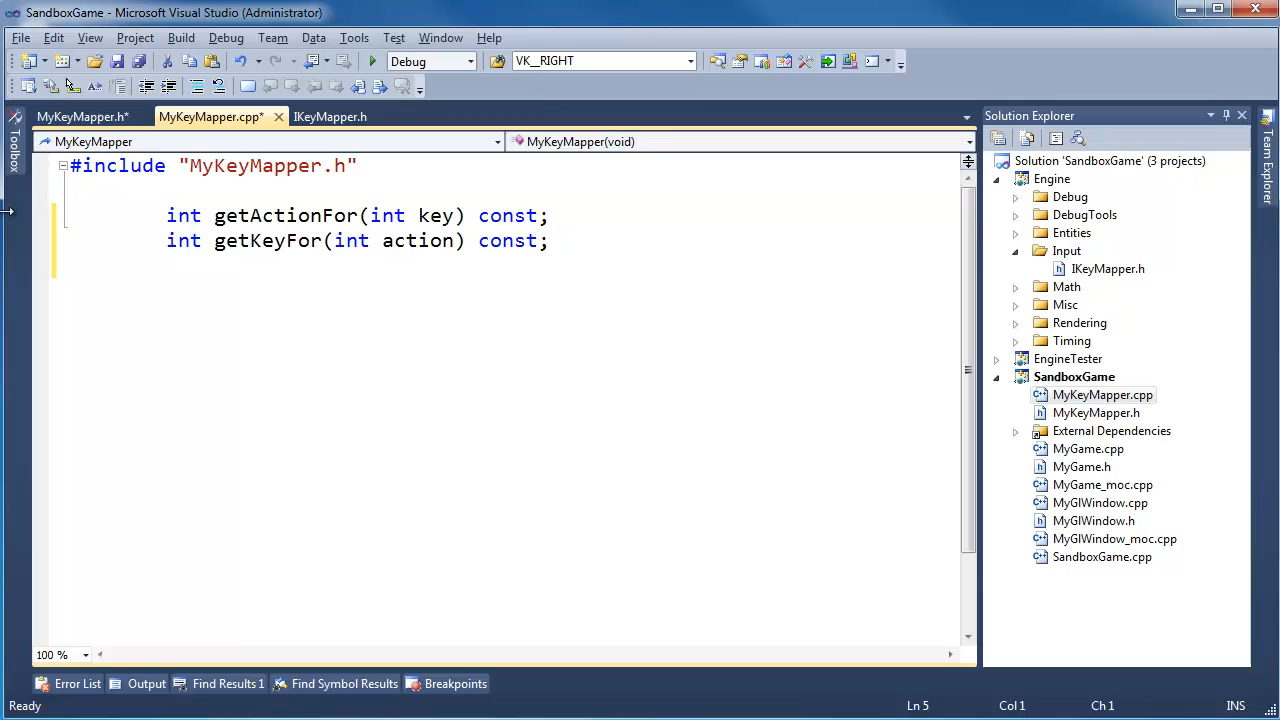 SandboxGame - Microsoft Visual Studio (Administrator)
File Edit View Project Build Debug Team Data Tools Test Window Help
Debug VK_RIGHT
MyKeyMapper.h* MyKeyMapper.cpp* IKeyMapper.h
MyKeyMapper MyKeyMapper(void)
#include "MyKeyMapper.h"
int getActionFor(int key) const;
int getKeyFor(int action) const;
100 %
Toolbox
Solution Explorer
Solution 'SandboxGame' (3 projects)
Engine
Debug
DebugTools
Entities
Input
IKeyMapper.h
Math
Misc
Rendering
Timing
EngineTester
SandboxGame
MyKeyMapper.cpp
MyKeyMapper.h
External Dependencies
MyGame.cpp
MyGame.h
MyGame_moc.cpp
MyGlWindow.cpp
MyGlWindow.h
MyGlWindow_moc.cpp
SandboxGame.cpp
Team Explorer
Error List Output Find Results 1 Find Symbol Results Breakpoints
Ready Ln 5 Col 1 Ch 1 INS